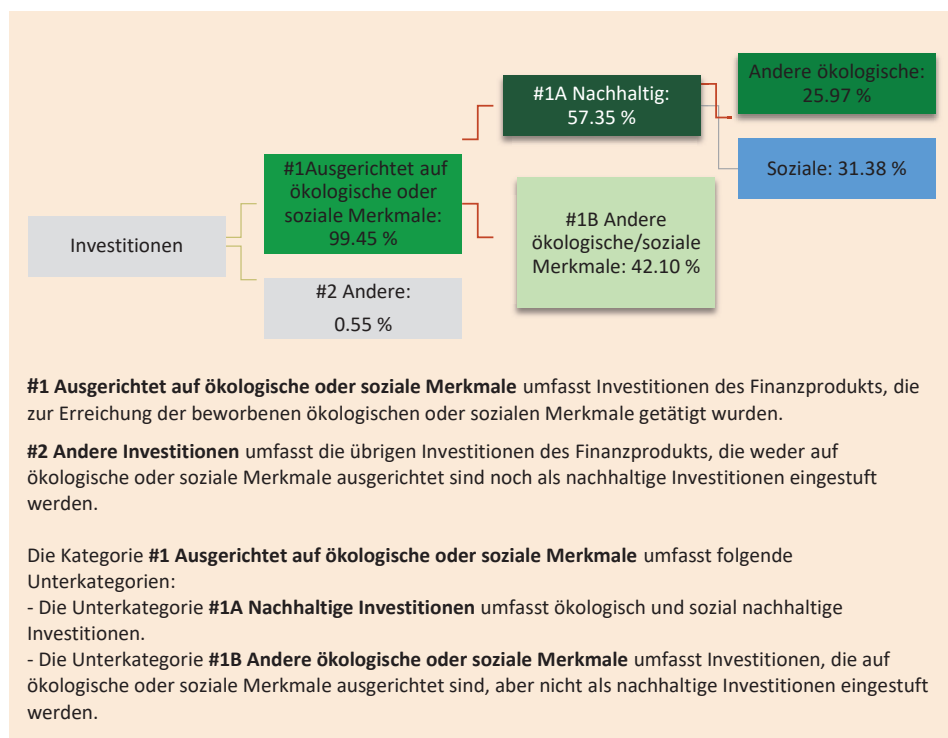 Andere ökologische:
25.97 %
#1A Nachhaltig:
57.35 %
Soziale: 31.38 %
#1Ausgerichtet auf
ökologische oder
soziale Merkmale:
99.45 %
#1B Andere
ökologische/soziale
Merkmale: 42.10 %
Investitionen
#2 Andere:
0.55 %
#1 Ausgerichtet auf ökologische oder soziale Merkmale umfasst Investitionen des Finanzprodukts, die
zur Erreichung der beworbenen ökologischen oder sozialen Merkmale getätigt wurden.
#2 Andere Investitionen umfasst die übrigen Investitionen des Finanzprodukts, die weder auf
ökologische oder soziale Merkmale ausgerichtet sind noch als nachhaltige Investitionen eingestuft
werden.
Die Kategorie #1 Ausgerichtet auf ökologische oder soziale Merkmale umfasst folgende
Unterkategorien:
- Die Unterkategorie #1A Nachhaltige Investitionen umfasst ökologisch und sozial nachhaltige
Investitionen.
- Die Unterkategorie #1B Andere ökologische oder soziale Merkmale umfasst Investitionen, die auf
ökologische oder soziale Merkmale ausgerichtet sind, aber nicht als nachhaltige Investitionen eingestuft
werden.